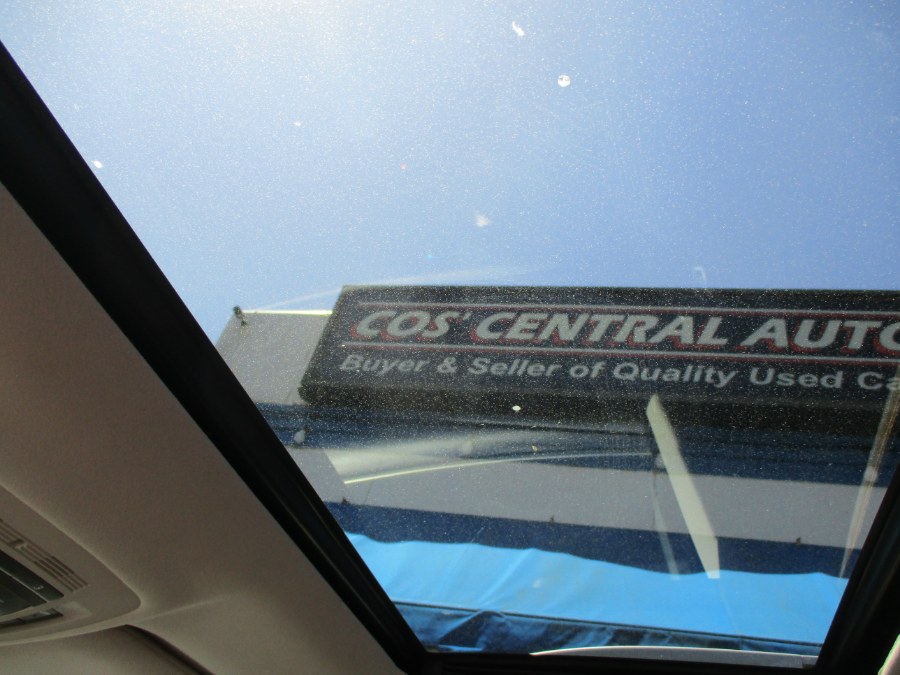 COS' CENTRAL AUTO
Buyer & Seller of Quality Used Ca